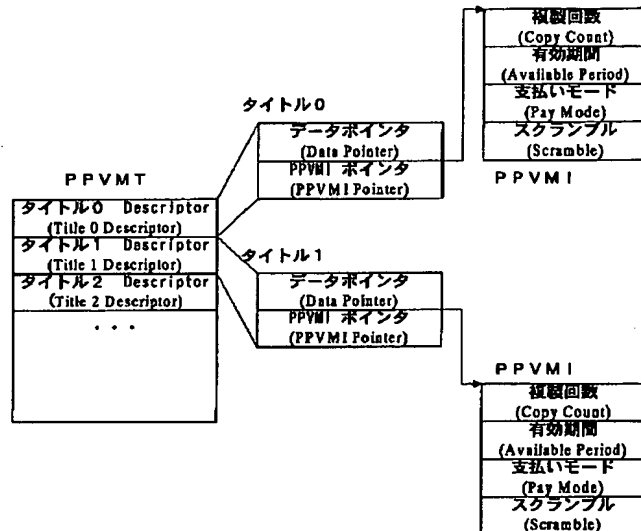 複製回数
(Copy Count)
有効期間
(Available Period)
支払いモード
(Pay Mode)
スクランブル
(Scramble)
PPVMI
タイトル0
データポインタ
(Data Pointer)
PPVMI ポインタ
(PPVMI Pointer)
PPVMT
タイトル0 Descriptor
(Title 0 Descriptor)
タイトル1 Descriptor
(Title 1 Descriptor)
タイトル2 Descriptor
(Title 2 Descriptor)
・・・
タイトル1
データポインタ
(Data Pointer)
PPVMI ポインタ
(PPVMI Pointer)
PPVMI
複製回数
(Copy Count)
有効期間
(Available Period)
支払いモード
(Pay Mode)
スクランブル
(Scramble)